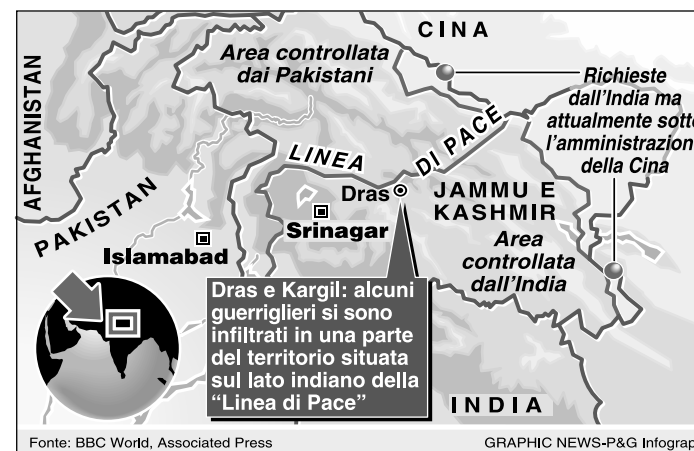 CINA
Area controllata
dai Pakistani
Richieste
dall'India ma
attualmente sotto
l'amministrazion
della Cina
AFGHANISTAN
LINEA DI PACE
Dras
JAMMU E
KASHMIR
PAKISTAN
Srinagar
Area
controllata
dall'India
Islamabad
Dras e Kargil: alcuni
guerriglieri si sono
infiltrati in una parte
del territorio situata
sul lato indiano della
“Linea di Pace”
INDIA
Fonte: BBC World, Associated Press
GRAPHIC NEWS-P&G Infograp